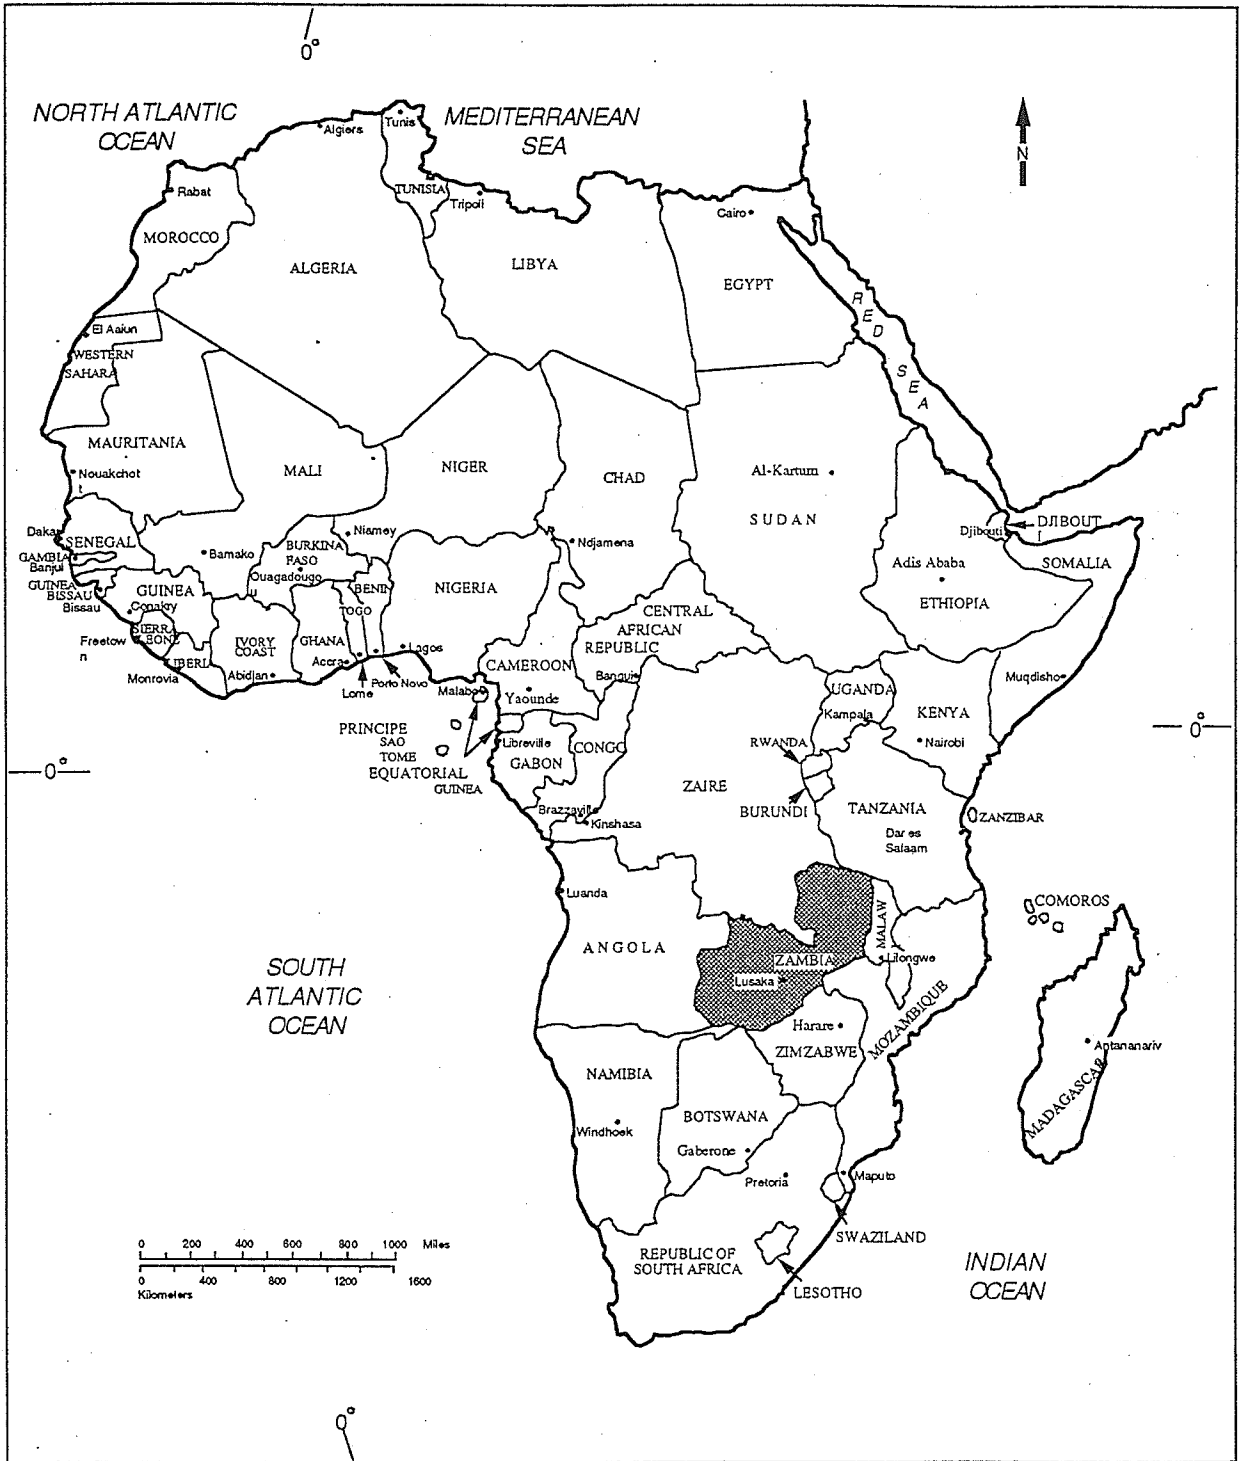 0°
NORTH ATLANTIC
OCEAN
MEDITERRANEAN
SEA
N
Algiers
Tunis
Rabat
TUNISIA
Tripoli
Cairo
MOROCCO
ALGERIA
LIBYA
EGYPT
RED
SEA
El Aaiun
WESTERN
SAHARA
MAURITANIA
Nouakchot
t
MALI
NIGER
CHAD
Al-Kartum
SUDAN
Djibouti
DJIBOUT
I
Dakar
SENEGAL
GAMBIA
Banjul
GUINEA
BISSAU
Bissau
Bamako
Niamey
BURKINA
FASO
Ouagadougo
u
Ndjamena
Adis Ababa
ETHIOPIA
SOMALIA
GUINEA
Conakry
BENIN
NIGERIA
TOGO
Freetow
n
SIERRA
LIBERI
Monrovia
IVORY
COAST
Abidjan
GHANA
Accra
Lome
Porto Novo
Lagos
CENTRAL
AFRICAN
REPUBLIC
CAMEROON
Bangui
Malabo
Yaounde
UGANDA
Kampala
KENYA
Nairobi
Muqdisho
0°
PRINCIPE
SAO
TOME
EQUATORIAL
GUINEA
Libreville
GABON
CONGO
RWANDA
0°
ZAIRE
BURUNDI
TANZANIA
Dar es
Salaam
ZANZIBAR
Brazzaville
Kinshasa
Luanda
COMOROS
ANGOLA
ZAMBIA
Lusaka
MALAW
Lilongwe
SOUTH
ATLANTIC
OCEAN
Harare
ZIMZABWE
MOZAMBIQUE
Antananariv
MADAGASCAR
NAMIBIA
Windhoek
BOTSWANA
Gaberone
Pretoria
Maputo
SWAZILAND
REPUBLIC OF
SOUTH AFRICA
LESOTHO
INDIAN
OCEAN
0 200 400 600 800 1000 Miles
0 400 800 1200 1600
Kilometers
0°